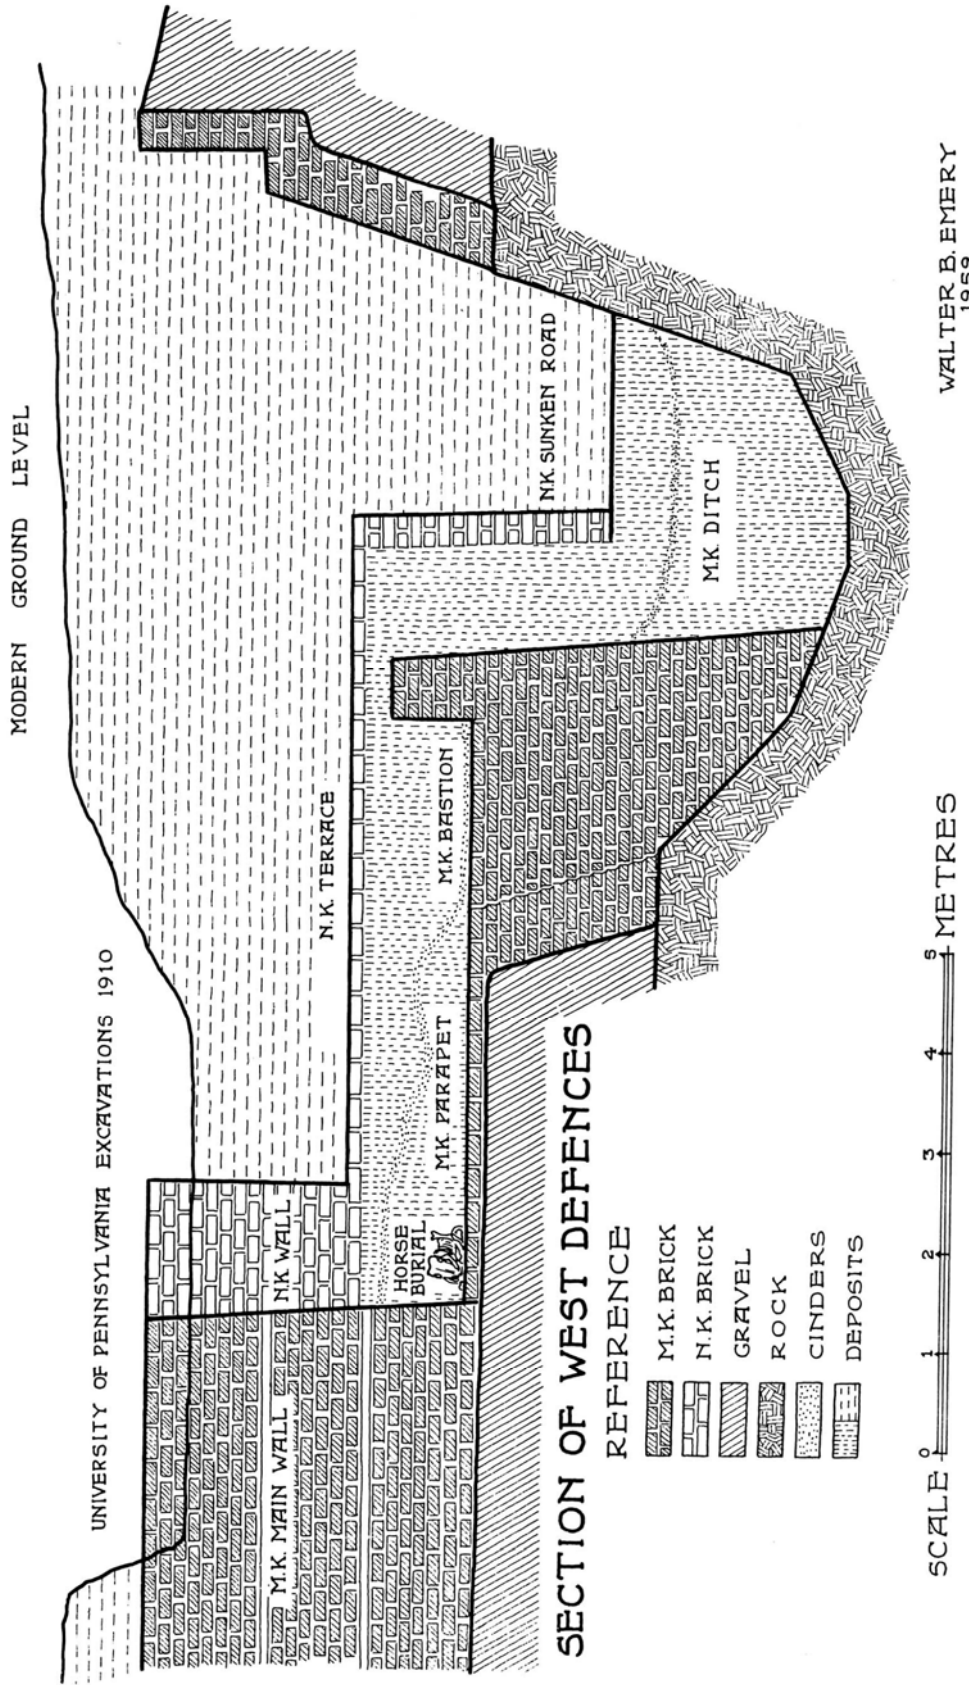 MODERN GROUND LEVEL
UNIVERSITY OF PENNSYLVANIA EXCAVATIONS 1910
M.K. MAIN WALL
N.K WALL
HORSE
BURIAL
M.K. PARAPET
N.K. TERRACE
M.K. BASTION
N.K. SUNKEN ROAD
M.K. DITCH
SECTION OF WEST DEFENCES
REFERENCE
M.K. BRICK
N.K. BRICK
GRAVEL
ROCK
CINDERS
DEPOSITS
SCALE 0 1 2 3 4 5 METRES
WALTER B. EMERY